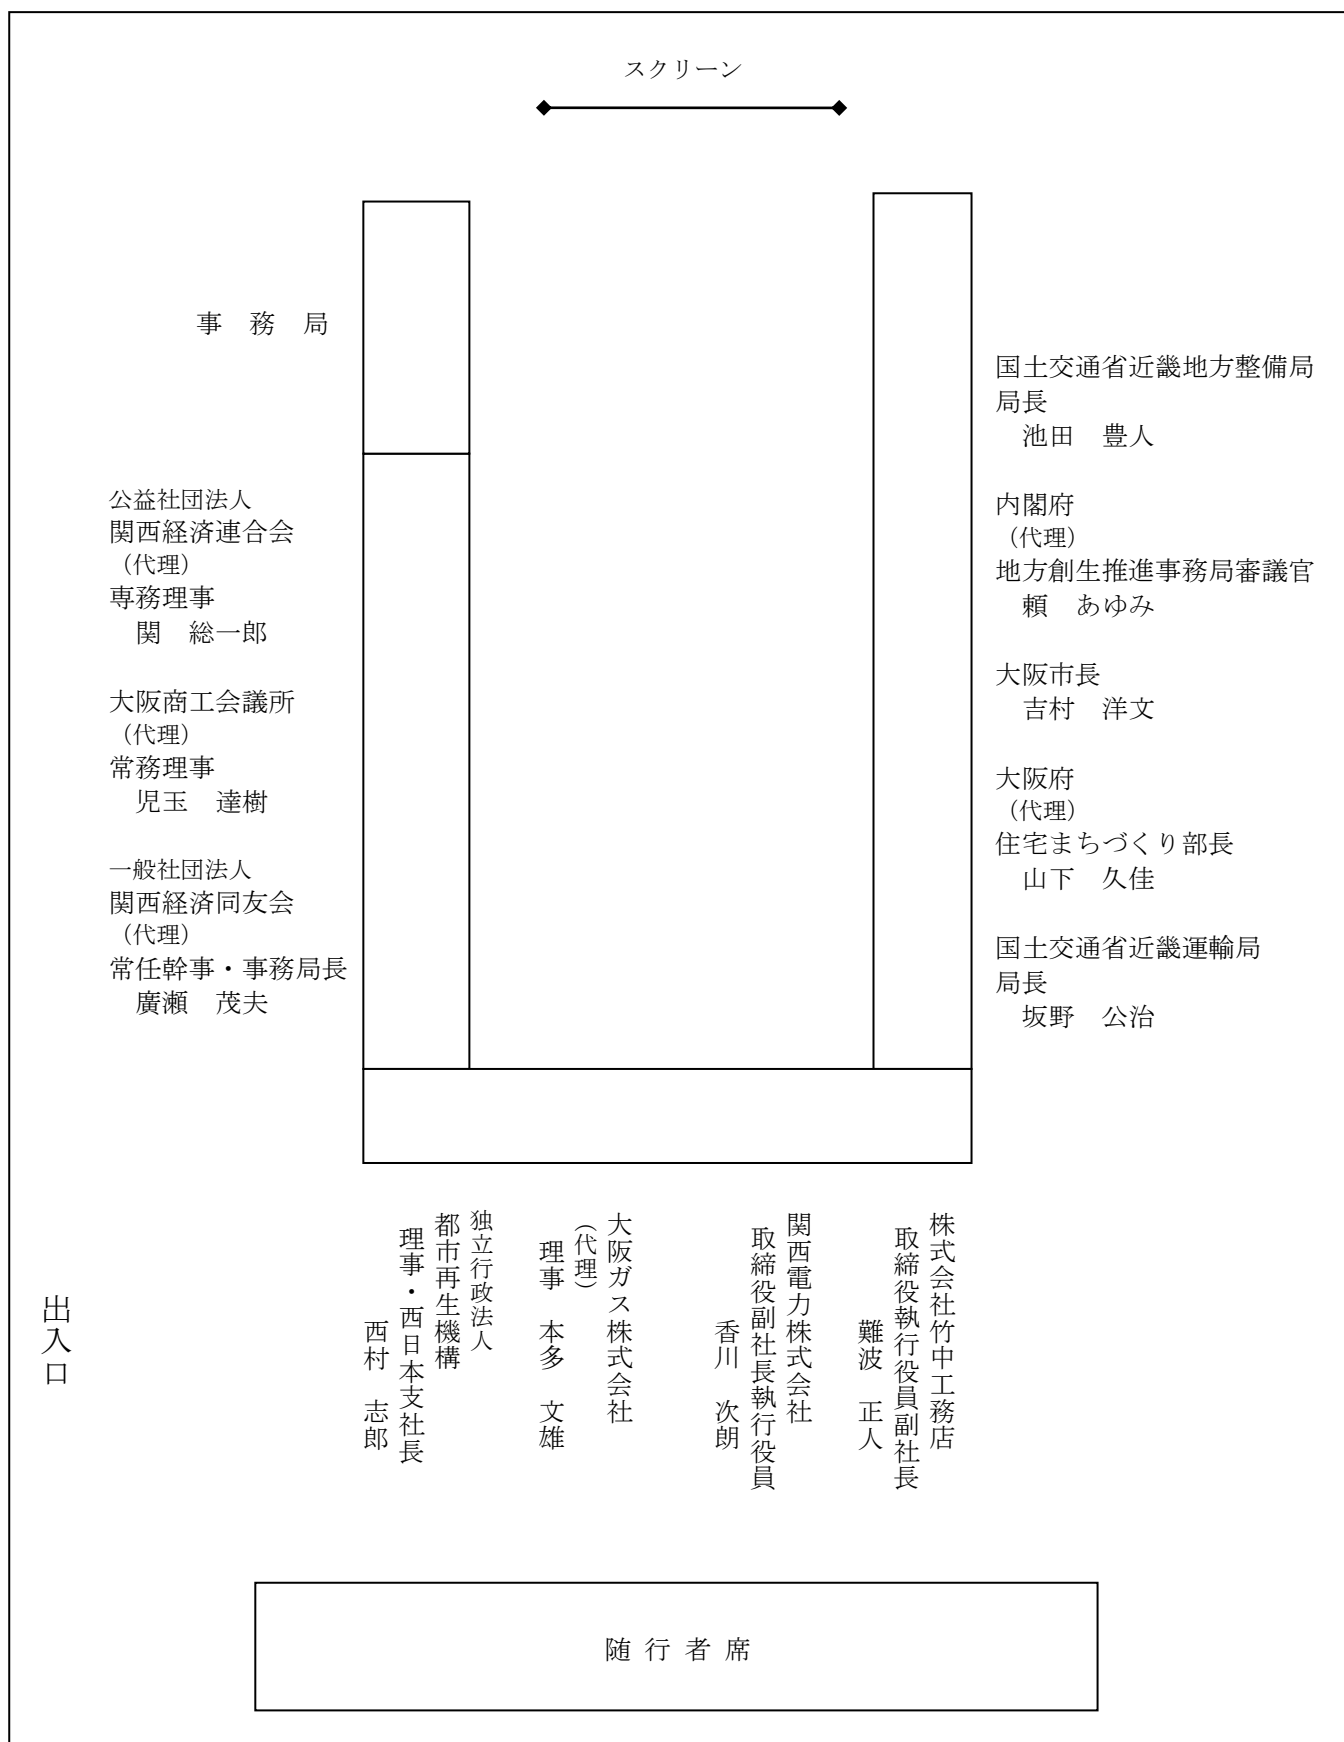 スクリーン
事　務　局
公益社団法人
関西経済連合会
（代理）
専務理事
関　総一郎
大阪商工会議所
（代理）
常務理事
児玉　達樹
一般社団法人
関西経済同友会
（代理）
常任幹事・事務局長
廣瀬　茂夫
国土交通省近畿地方整備局
局長
池田　豊人
内閣府
（代理）
地方創生推進事務局審議官
頼　あゆみ
大阪市長
吉村　洋文
大阪府
（代理）
住宅まちづくり部長
山下　久佳
国土交通省近畿運輸局
局長
坂野　公治
株式会社竹中工務店
取締役執行役員副社長
難波　正人
関西電力株式会社
取締役副社長執行役員
香川　次朗
大阪ガス株式会社
（代理）
理事　本多　文雄
独立行政法人
都市再生機構
理事・西日本支社長
西村　志郎
出入口
随行者席